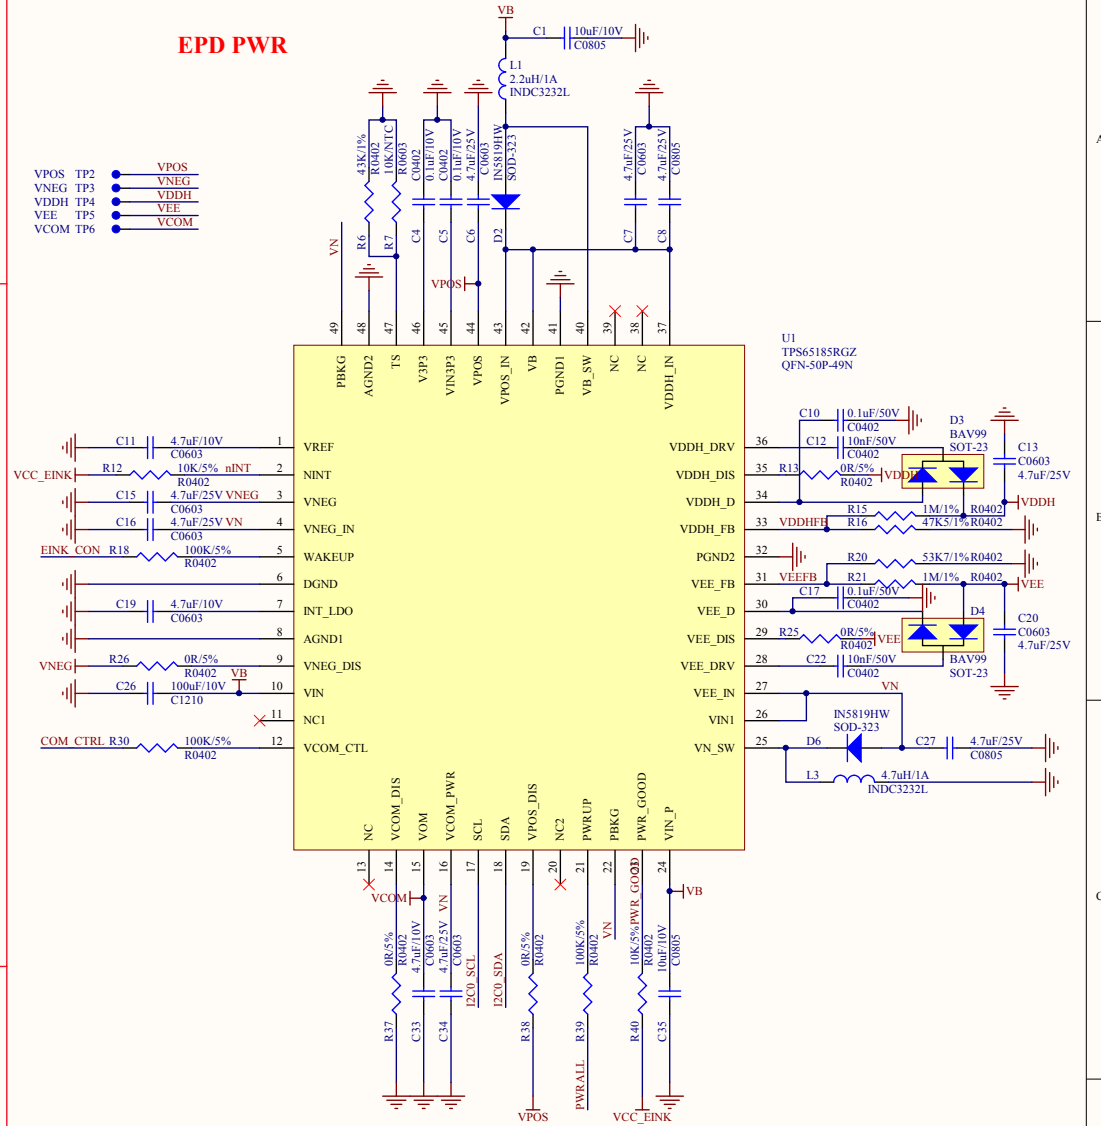 VB
C1 10uF/10V
C0805
EPD PWR
L1
2.2uH/1A
INDC3232L
43K/1%
R0402
10K/NTC
R0603
C0402
0.1uF/10V
C0402
0.1uF/10V
4.7uF/25V
C0603
IN5819HW
SOD-323
4.7uF/25V
C0603
4.7uF/25V
C0805
VPOS TP2 VPOS
VNEG TP3 VNEG
VDDH TP4 VDDH
VEE TP5 VEE
VCOM TP6 VCOM
VN
R6
R7
C4
C5
C6
D2
C7
C8
VPOS
49 48 47 46 45 44 43 42 41 40 39 38 37
PBKG AGND2 TS V3P3 VIN3P3 VPOS VPOS_IN VB PGND1 VB_SW NC NC VDDH_IN
U1
TPS65185RGZ
QFN-50P-49N
C11 4.7uF/10V 1 VREF
C0603
VCC_EINK R12 10K/5% nINT 2 NINT
R0402
C15 4.7uF/25V VNEG 3 VNEG
C0603
C16 4.7uF/25V VN 4 VNEG_IN
C0603
EINK_CON R18 100K/5% 5 WAKEUP
R0402
6 DGND
C19 4.7uF/10V 7 INT_LDO
C0603
8 AGND1
VNEG R26 0R/5% 9 VNEG_DIS
R0402 VB
C26 100uF/10V 10 VIN
C1210
11 NC1
COM_CTRL R30 100K/5% 12 VCOM_CTL
R0402
C10 0.1uF/50V
C0402
D3
BAV99
SOT-23
VDDH_DRV 36 C12 10nF/50V
C0402
C13
C0603
4.7uF/25V
VDDH_DIS 35 R13 0R/5% VDDH
R0402
VDDH_D 34 VDDH
R15 1M/1% R0402
VDDH_FB 33 VDDHFB R16 47K5/1% R0402
PGND2 32
R20 53K7/1% R0402
VEE_FB 31 VEEFB R21 1M/1% R0402 VEE
C17 0.1uF/50V
C0402
VEE_D 30
D4
C20
C0603
4.7uF/25V
VEE_DIS 29 R25 0R/5% VEE
R0402
VEE_DRV 28 C22 10nF/50V
C0402
BAV99
SOT-23
VEE_IN 27 VN
VIN1 26
IN5819HW
SOD-323
VN_SW 25 D6 C27 4.7uF/25V
C0805
L3 4.7uH/1A
INDC3232L
NC VCOM_DIS VOM VCOM_PWR SCL SDA VPOS_DIS NC2 PWRUP PBKG PWR_GOOD VIN_P
13 14 15 16 17 18 19 20 21 22 23 24
VCOM
VN
VN
PWR_GOOD
VB
0R/5%
R0402
4.7uF/10V
C0603
4.7uF/25V
C0603
I2C0_SCL
I2C0_SDA
0R/5%
R0402
100K/5%
R0402
10K/5%
R0402
10uF/10V
C0805
R37
C33
C34
R38
R39
R40
C35
PWRALL
VPOS
VCC_EINK
A
B
C